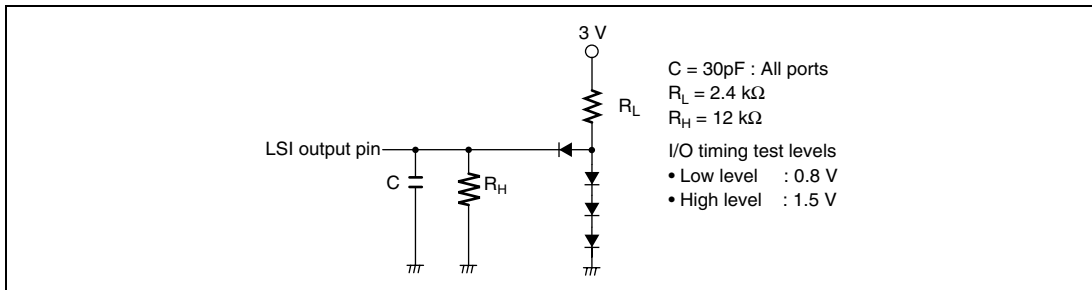 3 V
C = 30pF : All ports
R_L = 2.4 kΩ
R_H = 12 kΩ
I/O timing test levels
• Low level : 0.8 V
• High level : 1.5 V
R_L
LSI output pin
C
R_H